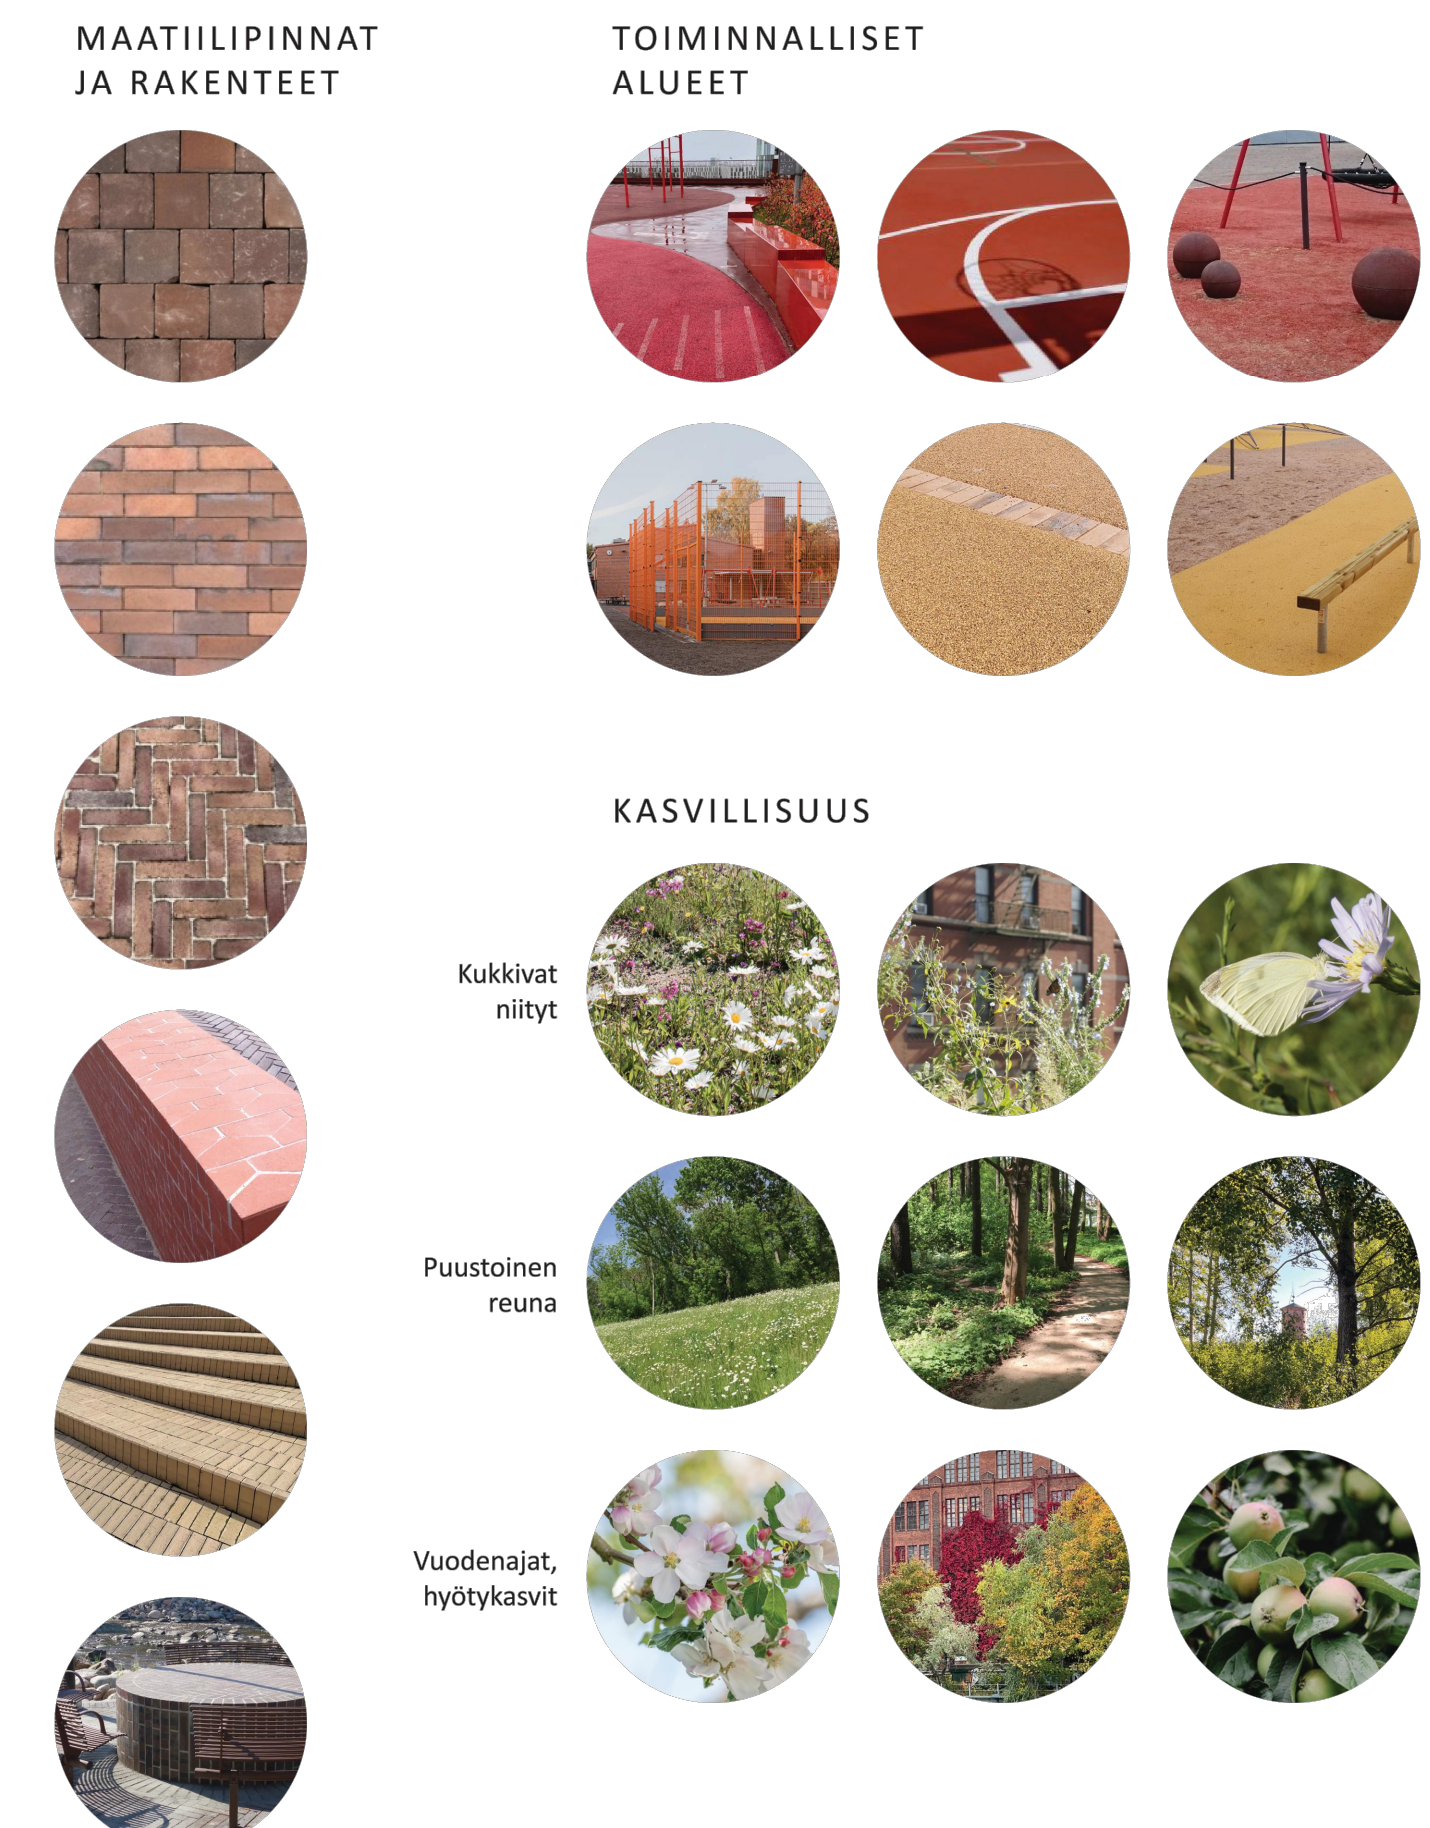 MAATIILIPINNAT
JA RAKENTEET
TOIMINNALLISET
ALUEET
KASVILLISUUS
Kukkivat
niityt
Puustoinen
reuna
Vuodenajat,
hyötykasvit